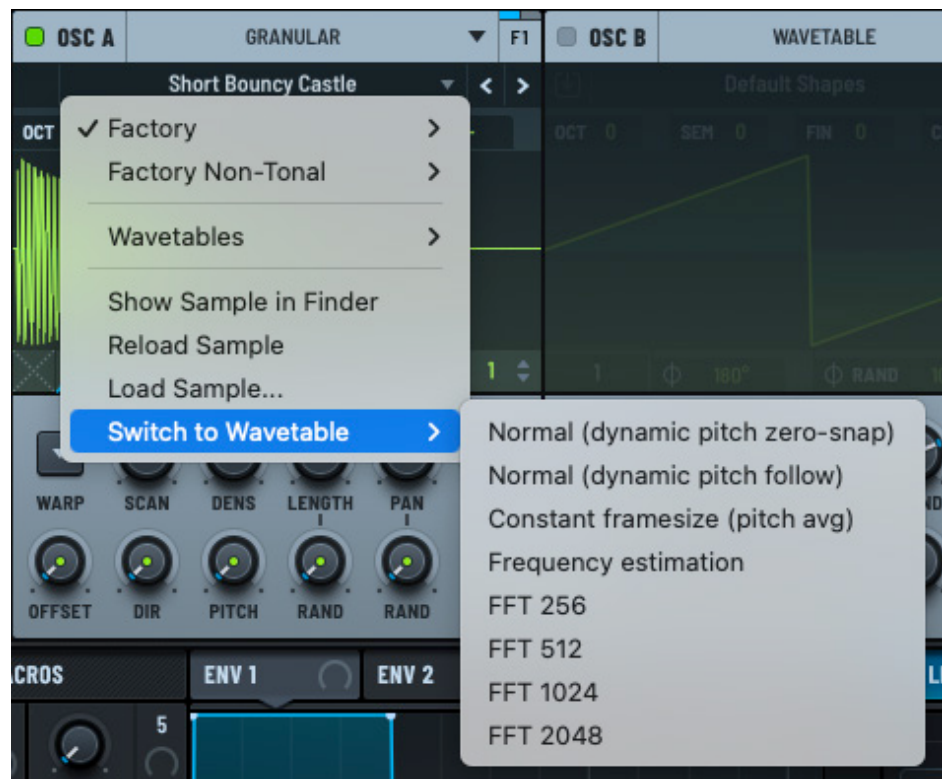 OSC A GRANULAR F1 OSC B WAVETABLE
Short Bouncy Castle Default Shapes
OCT OCT 0 SEM 0 FIN 0
Factory
Factory Non-Tonal
Wavetables
Show Sample in Finder
Reload Sample
Load Sample...
1 1 180° RAND
Switch to Wavetable
Normal (dynamic pitch zero-snap)
Normal (dynamic pitch follow)
Constant framesize (pitch avg)
Frequency estimation
FFT 256
FFT 512
FFT 1024
FFT 2048
WARP SCAN DENS LENGTH PAN
OFFSET DIR PITCH RAND RAND
ACROS ENV 1 ENV 2
5